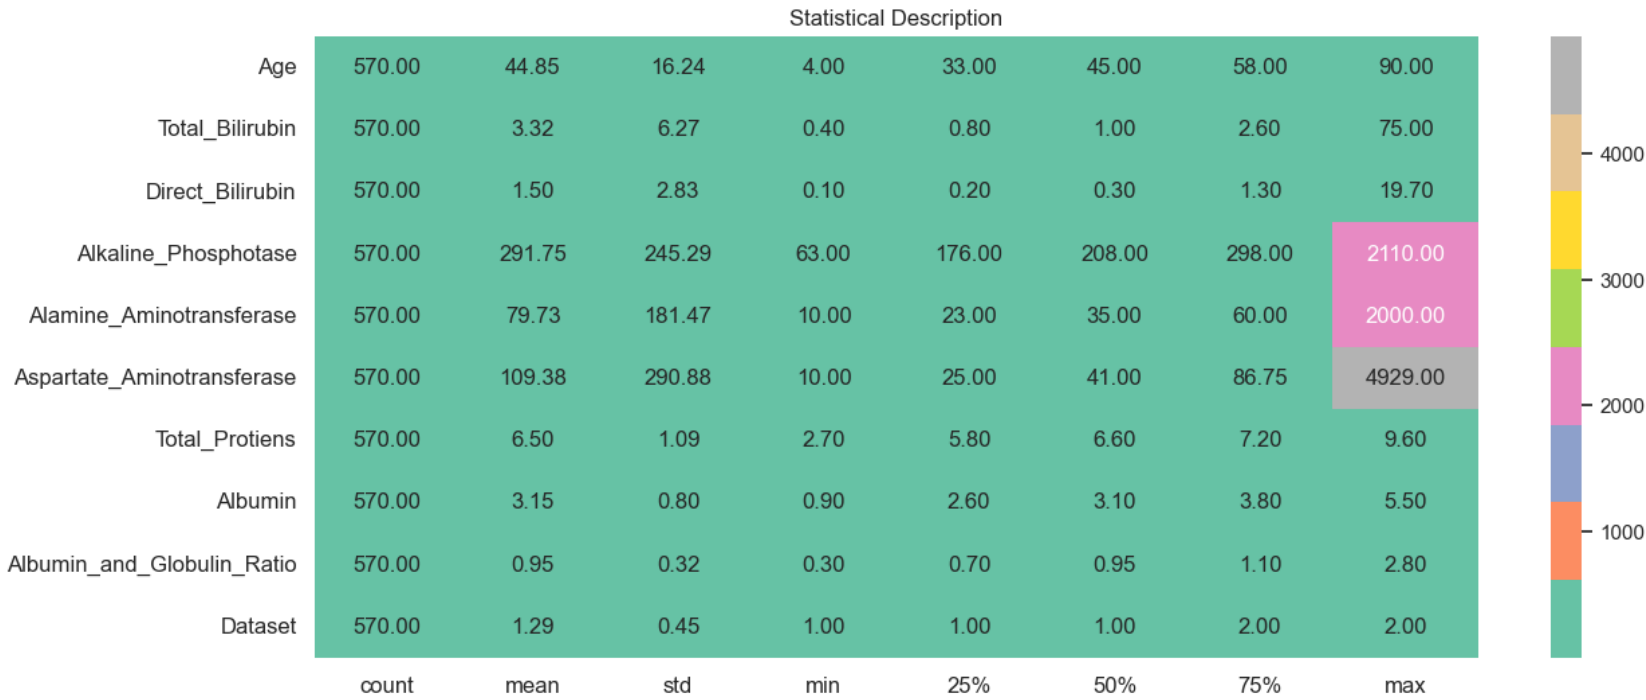 Statistical Description
Age 570.00 44.85 16.24 4.00 33.00 45.00 58.00 90.00
Total_Bilirubin 570.00 3.32 6.27 0.40 0.80 1.00 2.60 75.00
4000
Direct_Bilirubin 570.00 1.50 2.83 0.10 0.20 0.30 1.30 19.70
Alkaline_Phosphotase 570.00 291.75 245.29 63.00 176.00 208.00 298.00 2110.00
3000
Alamine_Aminotransferase 570.00 79.73 181.47 10.00 23.00 35.00 60.00 2000.00
Aspartate_Aminotransferase 570.00 109.38 290.88 10.00 25.00 41.00 86.75 4929.00
2000
Total_Protiens 570.00 6.50 1.09 2.70 5.80 6.60 7.20 9.60
Albumin 570.00 3.15 0.80 0.90 2.60 3.10 3.80 5.50
1000
Albumin_and_Globulin_Ratio 570.00 0.95 0.32 0.30 0.70 0.95 1.10 2.80
Dataset 570.00 1.29 0.45 1.00 1.00 1.00 2.00 2.00
count mean std min 25% 50% 75% max